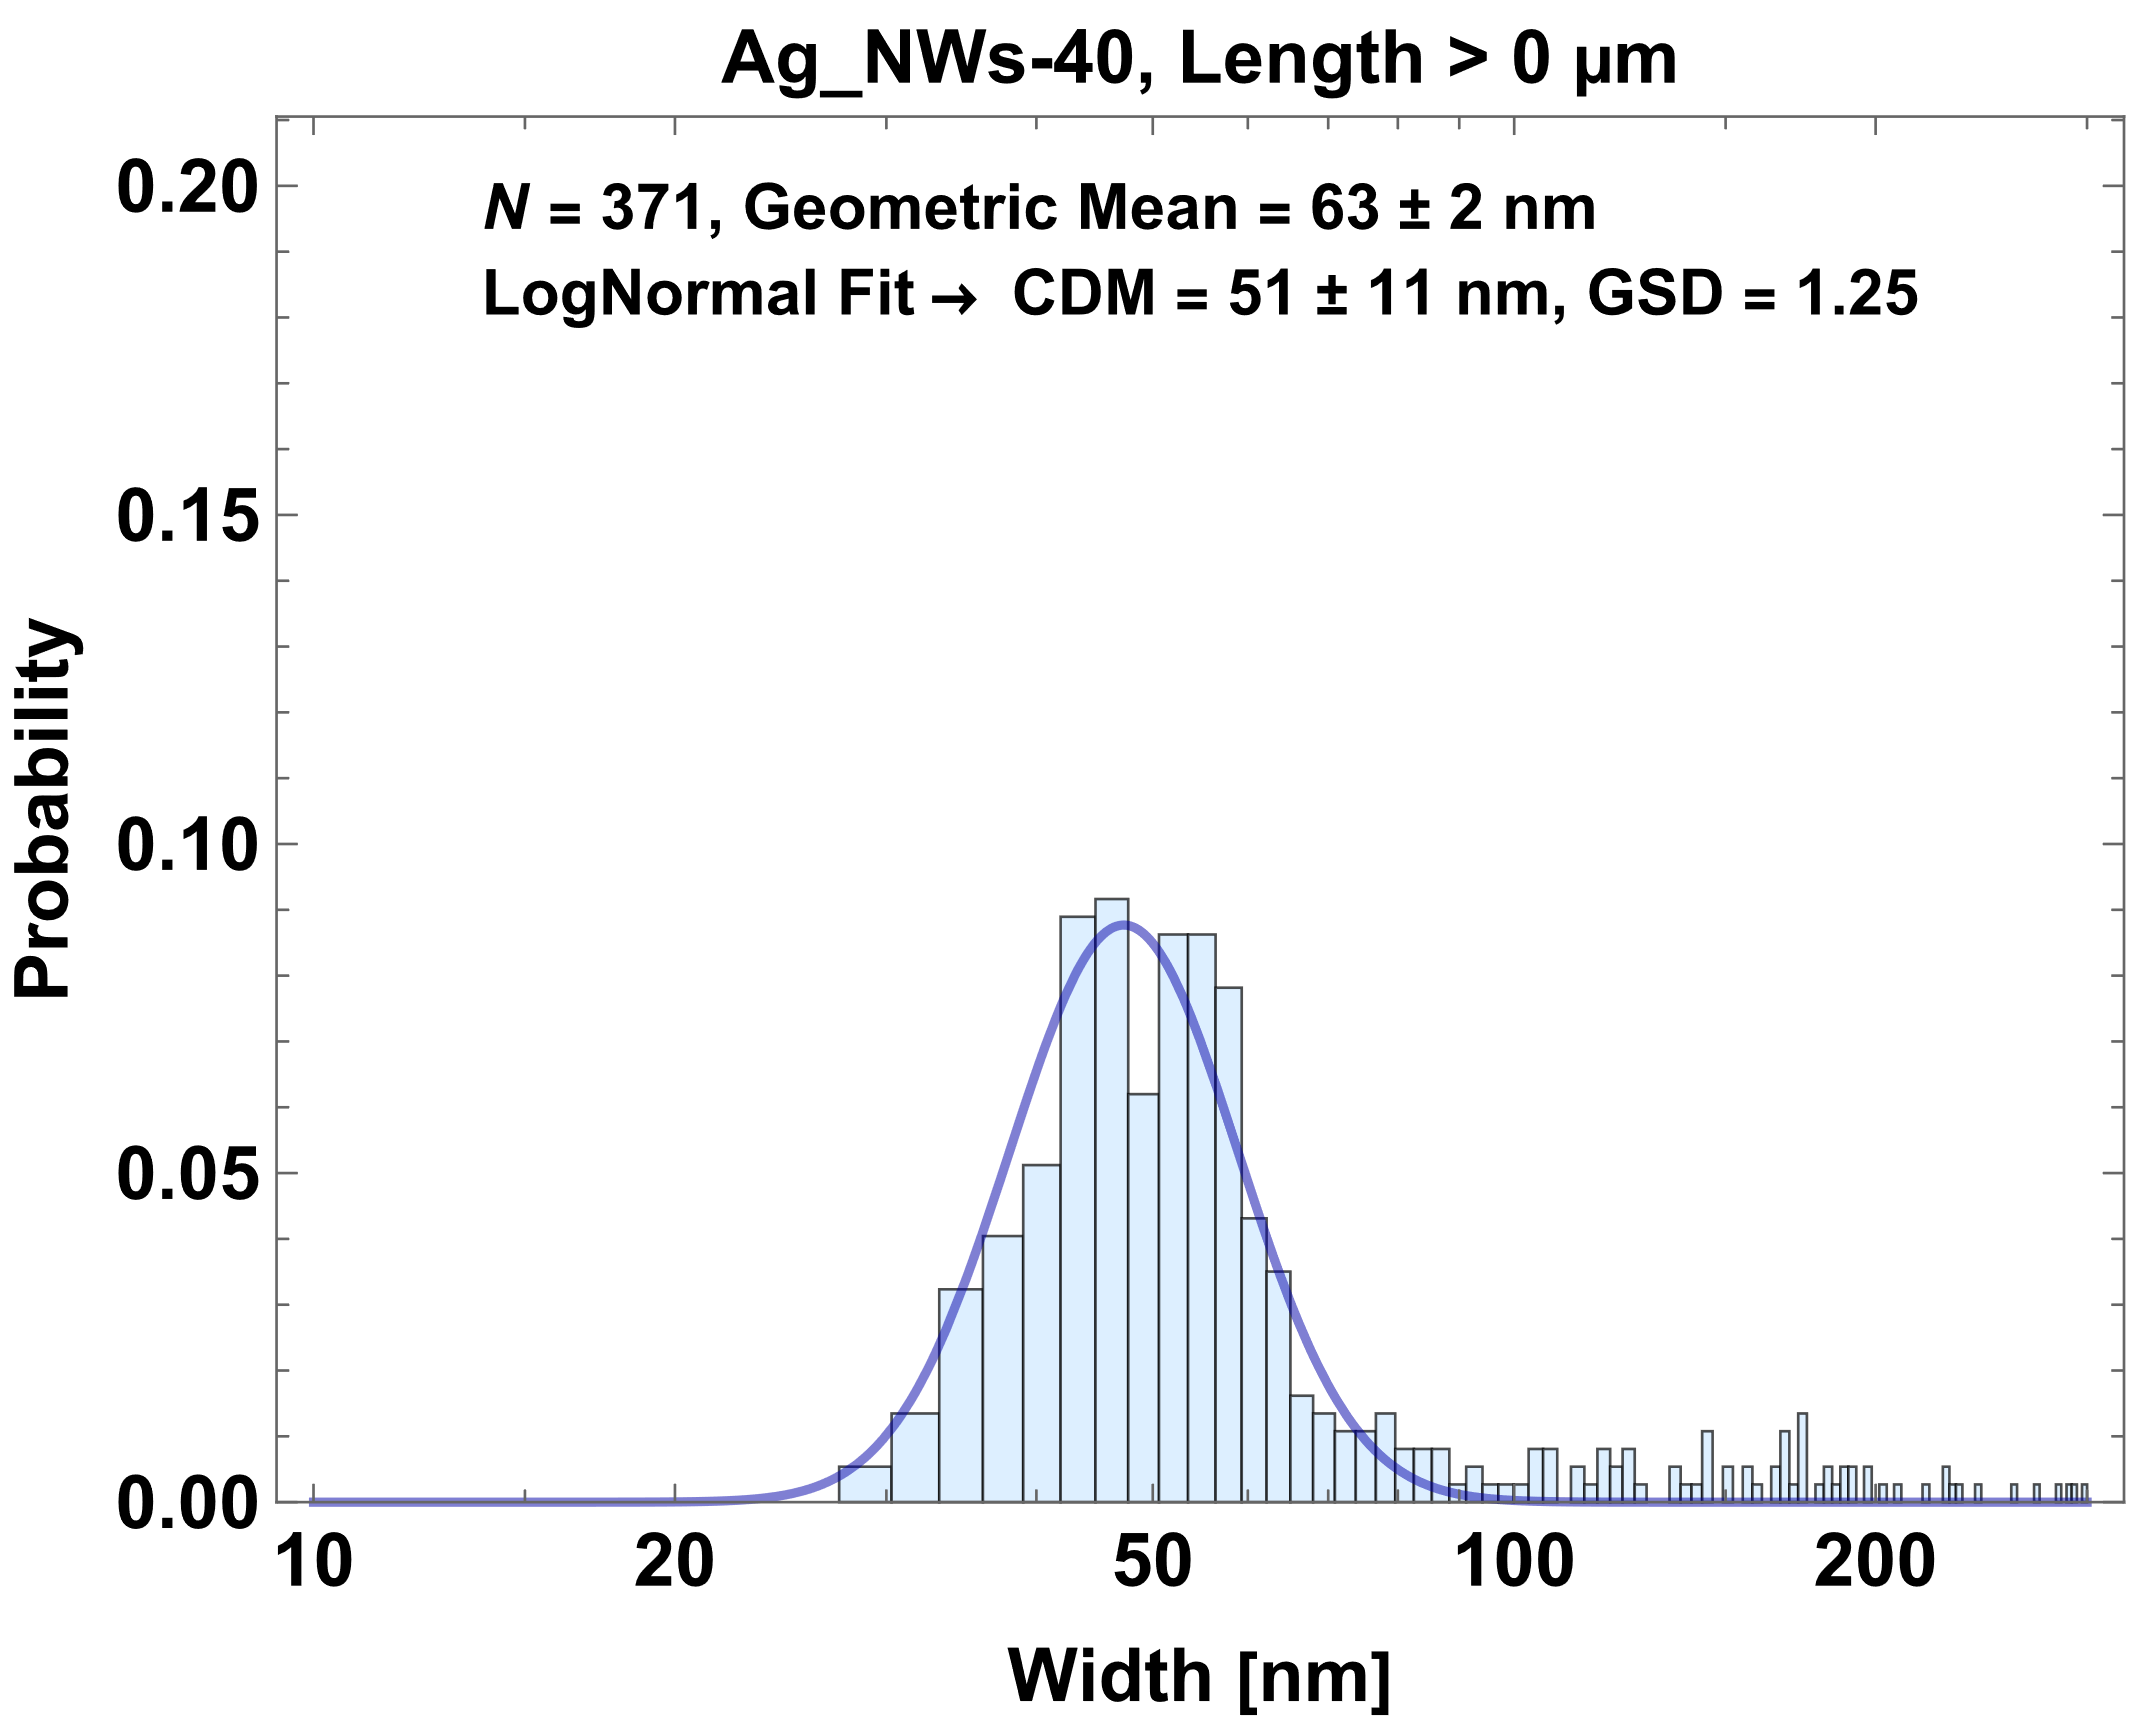 Ag_NWs-40, Length > 0 µm
N = 371, Geometric Mean = 63 ± 2 nm
LogNormal Fit → CDM = 51 ± 11 nm, GSD = 1.25
Probability
0.20
0.15
0.10
0.05
0.00
10 20 50 100 200
Width [nm]